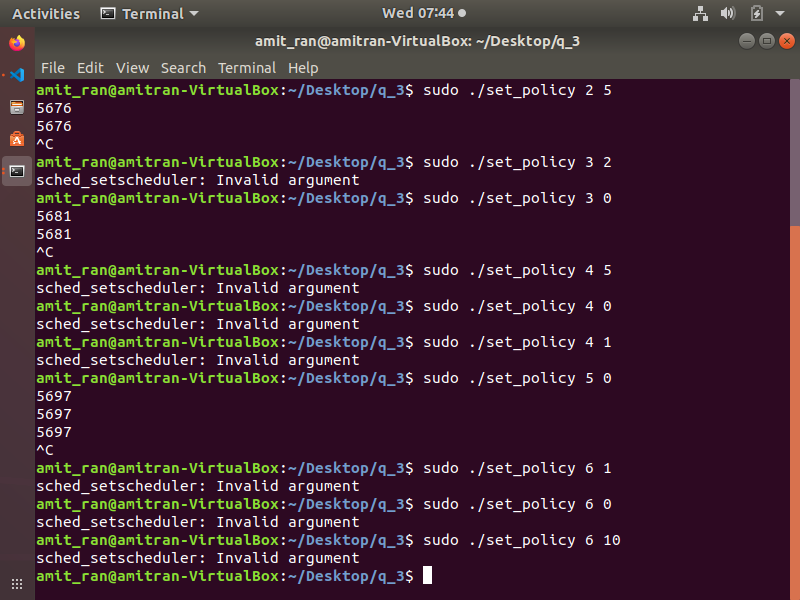 Activities Terminal Wed 07:44
amit_ran@amitran-VirtualBox: ~/Desktop/q_3
File Edit View Search Terminal Help
amit_ran@amitran-VirtualBox:~/Desktop/q_3$ sudo ./set_policy 2 5
5676
5676
^C
amit_ran@amitran-VirtualBox:~/Desktop/q_3$ sudo ./set_policy 3 2
sched_setscheduler: Invalid argument
amit_ran@amitran-VirtualBox:~/Desktop/q_3$ sudo ./set_policy 3 0
5681
5681
^C
amit_ran@amitran-VirtualBox:~/Desktop/q_3$ sudo ./set_policy 4 5
sched_setscheduler: Invalid argument
amit_ran@amitran-VirtualBox:~/Desktop/q_3$ sudo ./set_policy 4 0
sched_setscheduler: Invalid argument
amit_ran@amitran-VirtualBox:~/Desktop/q_3$ sudo ./set_policy 4 1
sched_setscheduler: Invalid argument
amit_ran@amitran-VirtualBox:~/Desktop/q_3$ sudo ./set_policy 5 0
5697
5697
5697
^C
amit_ran@amitran-VirtualBox:~/Desktop/q_3$ sudo ./set_policy 6 1
sched_setscheduler: Invalid argument
amit_ran@amitran-VirtualBox:~/Desktop/q_3$ sudo ./set_policy 6 0
sched_setscheduler: Invalid argument
amit_ran@amitran-VirtualBox:~/Desktop/q_3$ sudo ./set_policy 6 10
sched_setscheduler: Invalid argument
amit_ran@amitran-VirtualBox:~/Desktop/q_3$